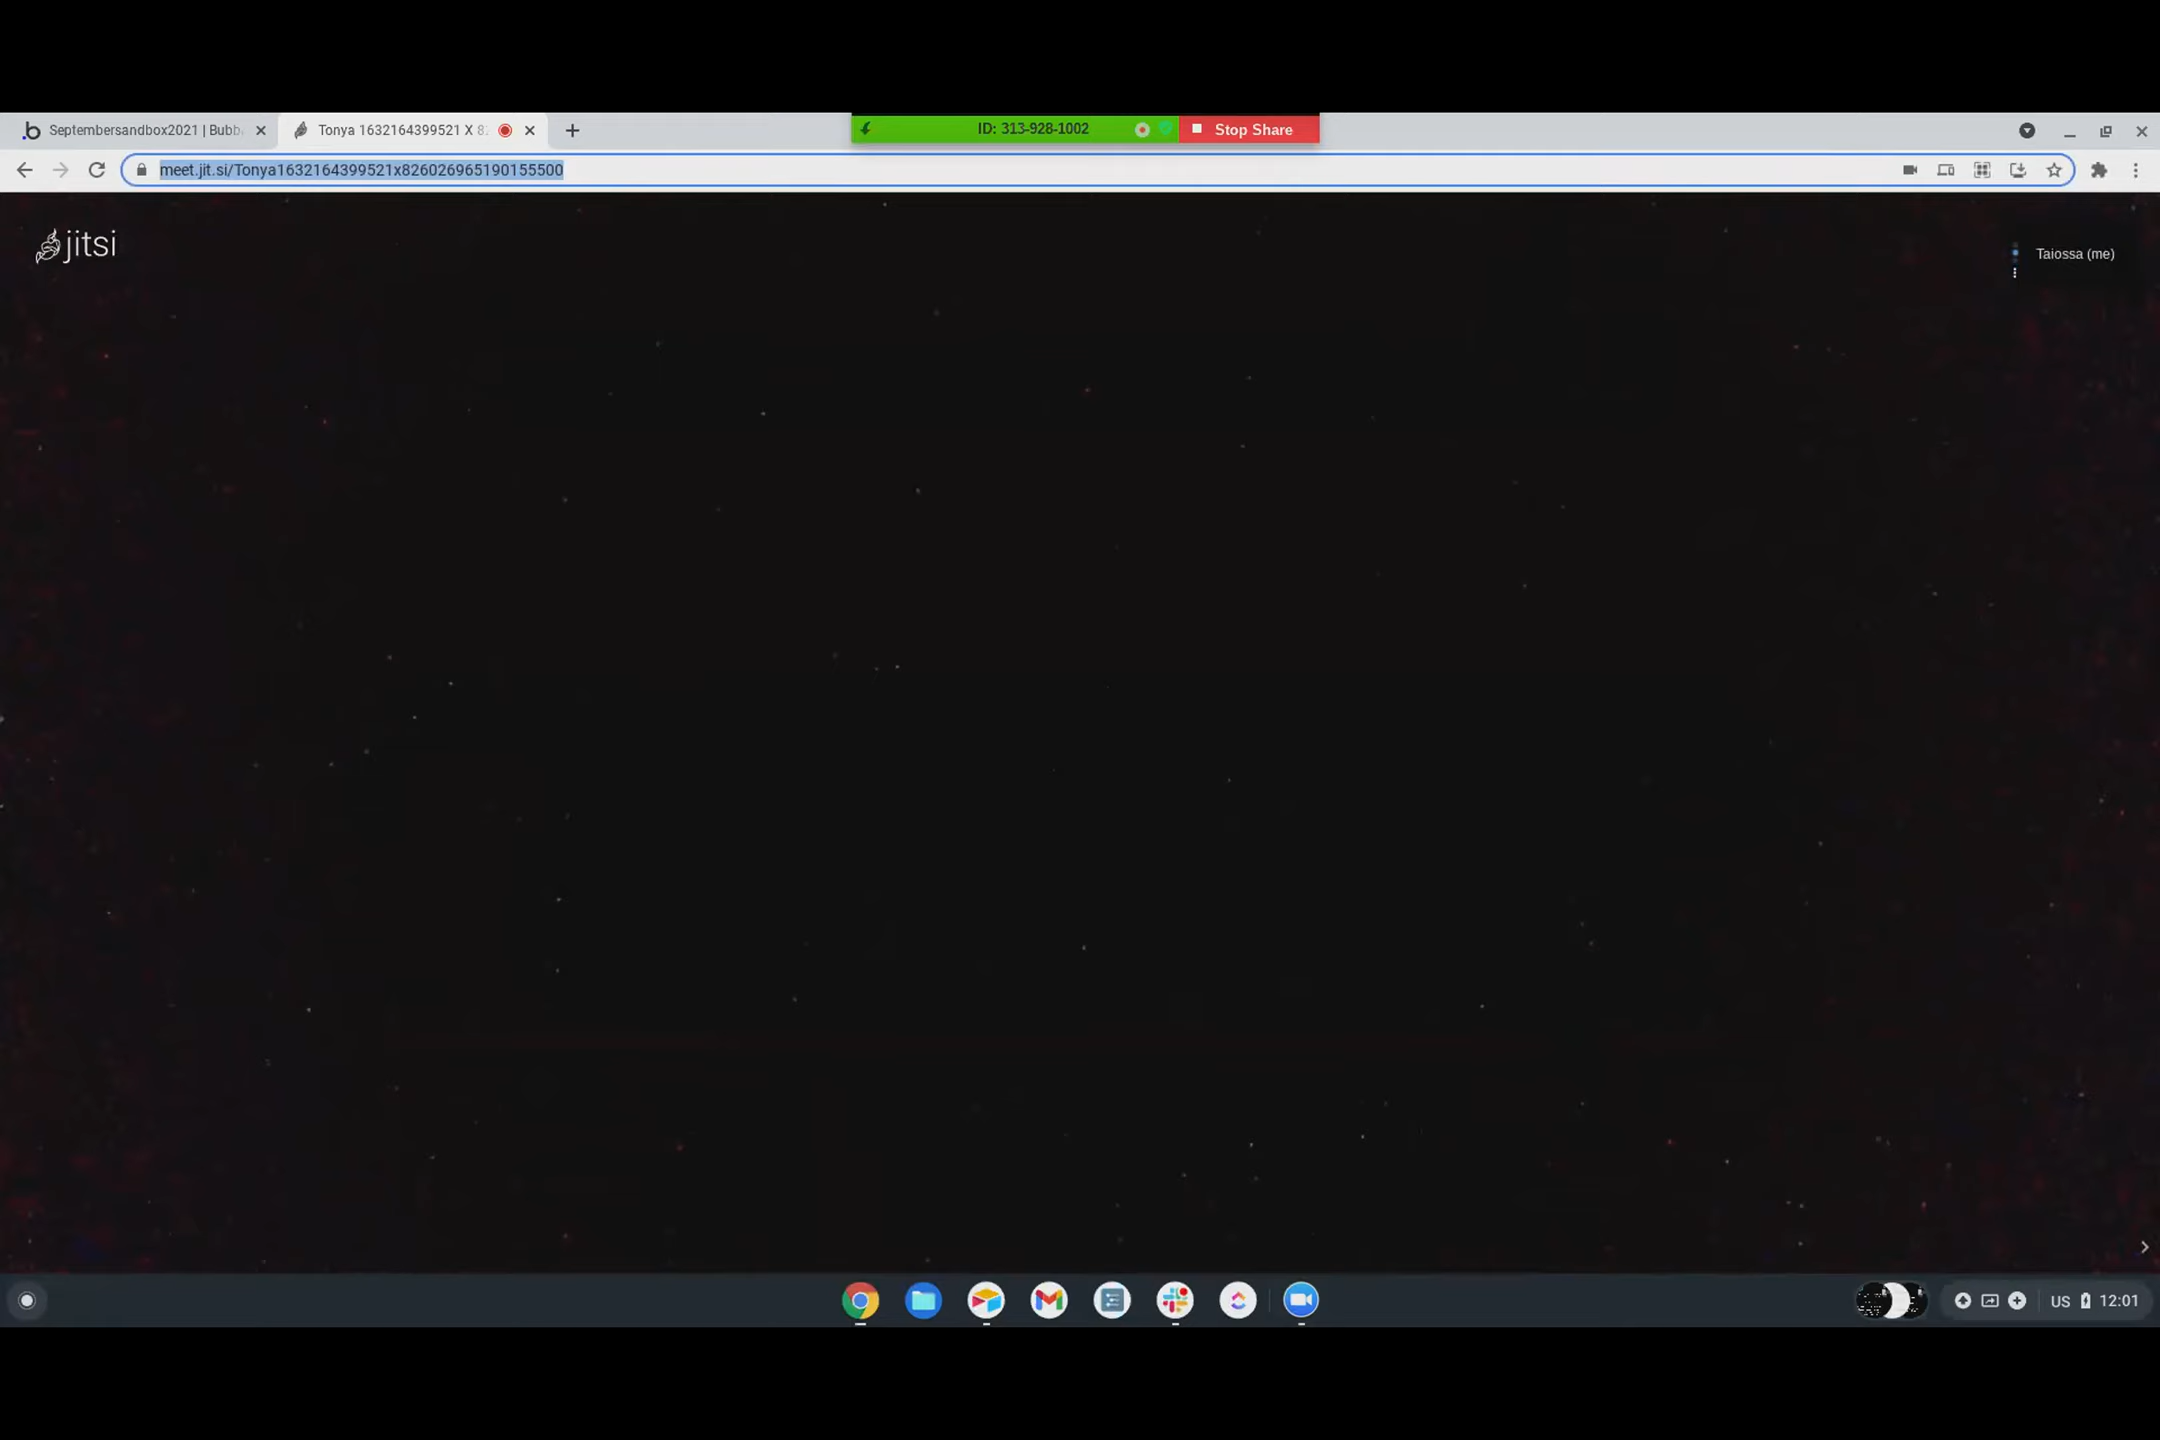 Septembersandbox2021 | Bubb
Tonya 1632164399521 X 8
ID: 313-928-1002
Stop Share
meet.jit.si/Tonya1632164399521x826026965190155500
jitsi
Taiossa (me)
US 12:01